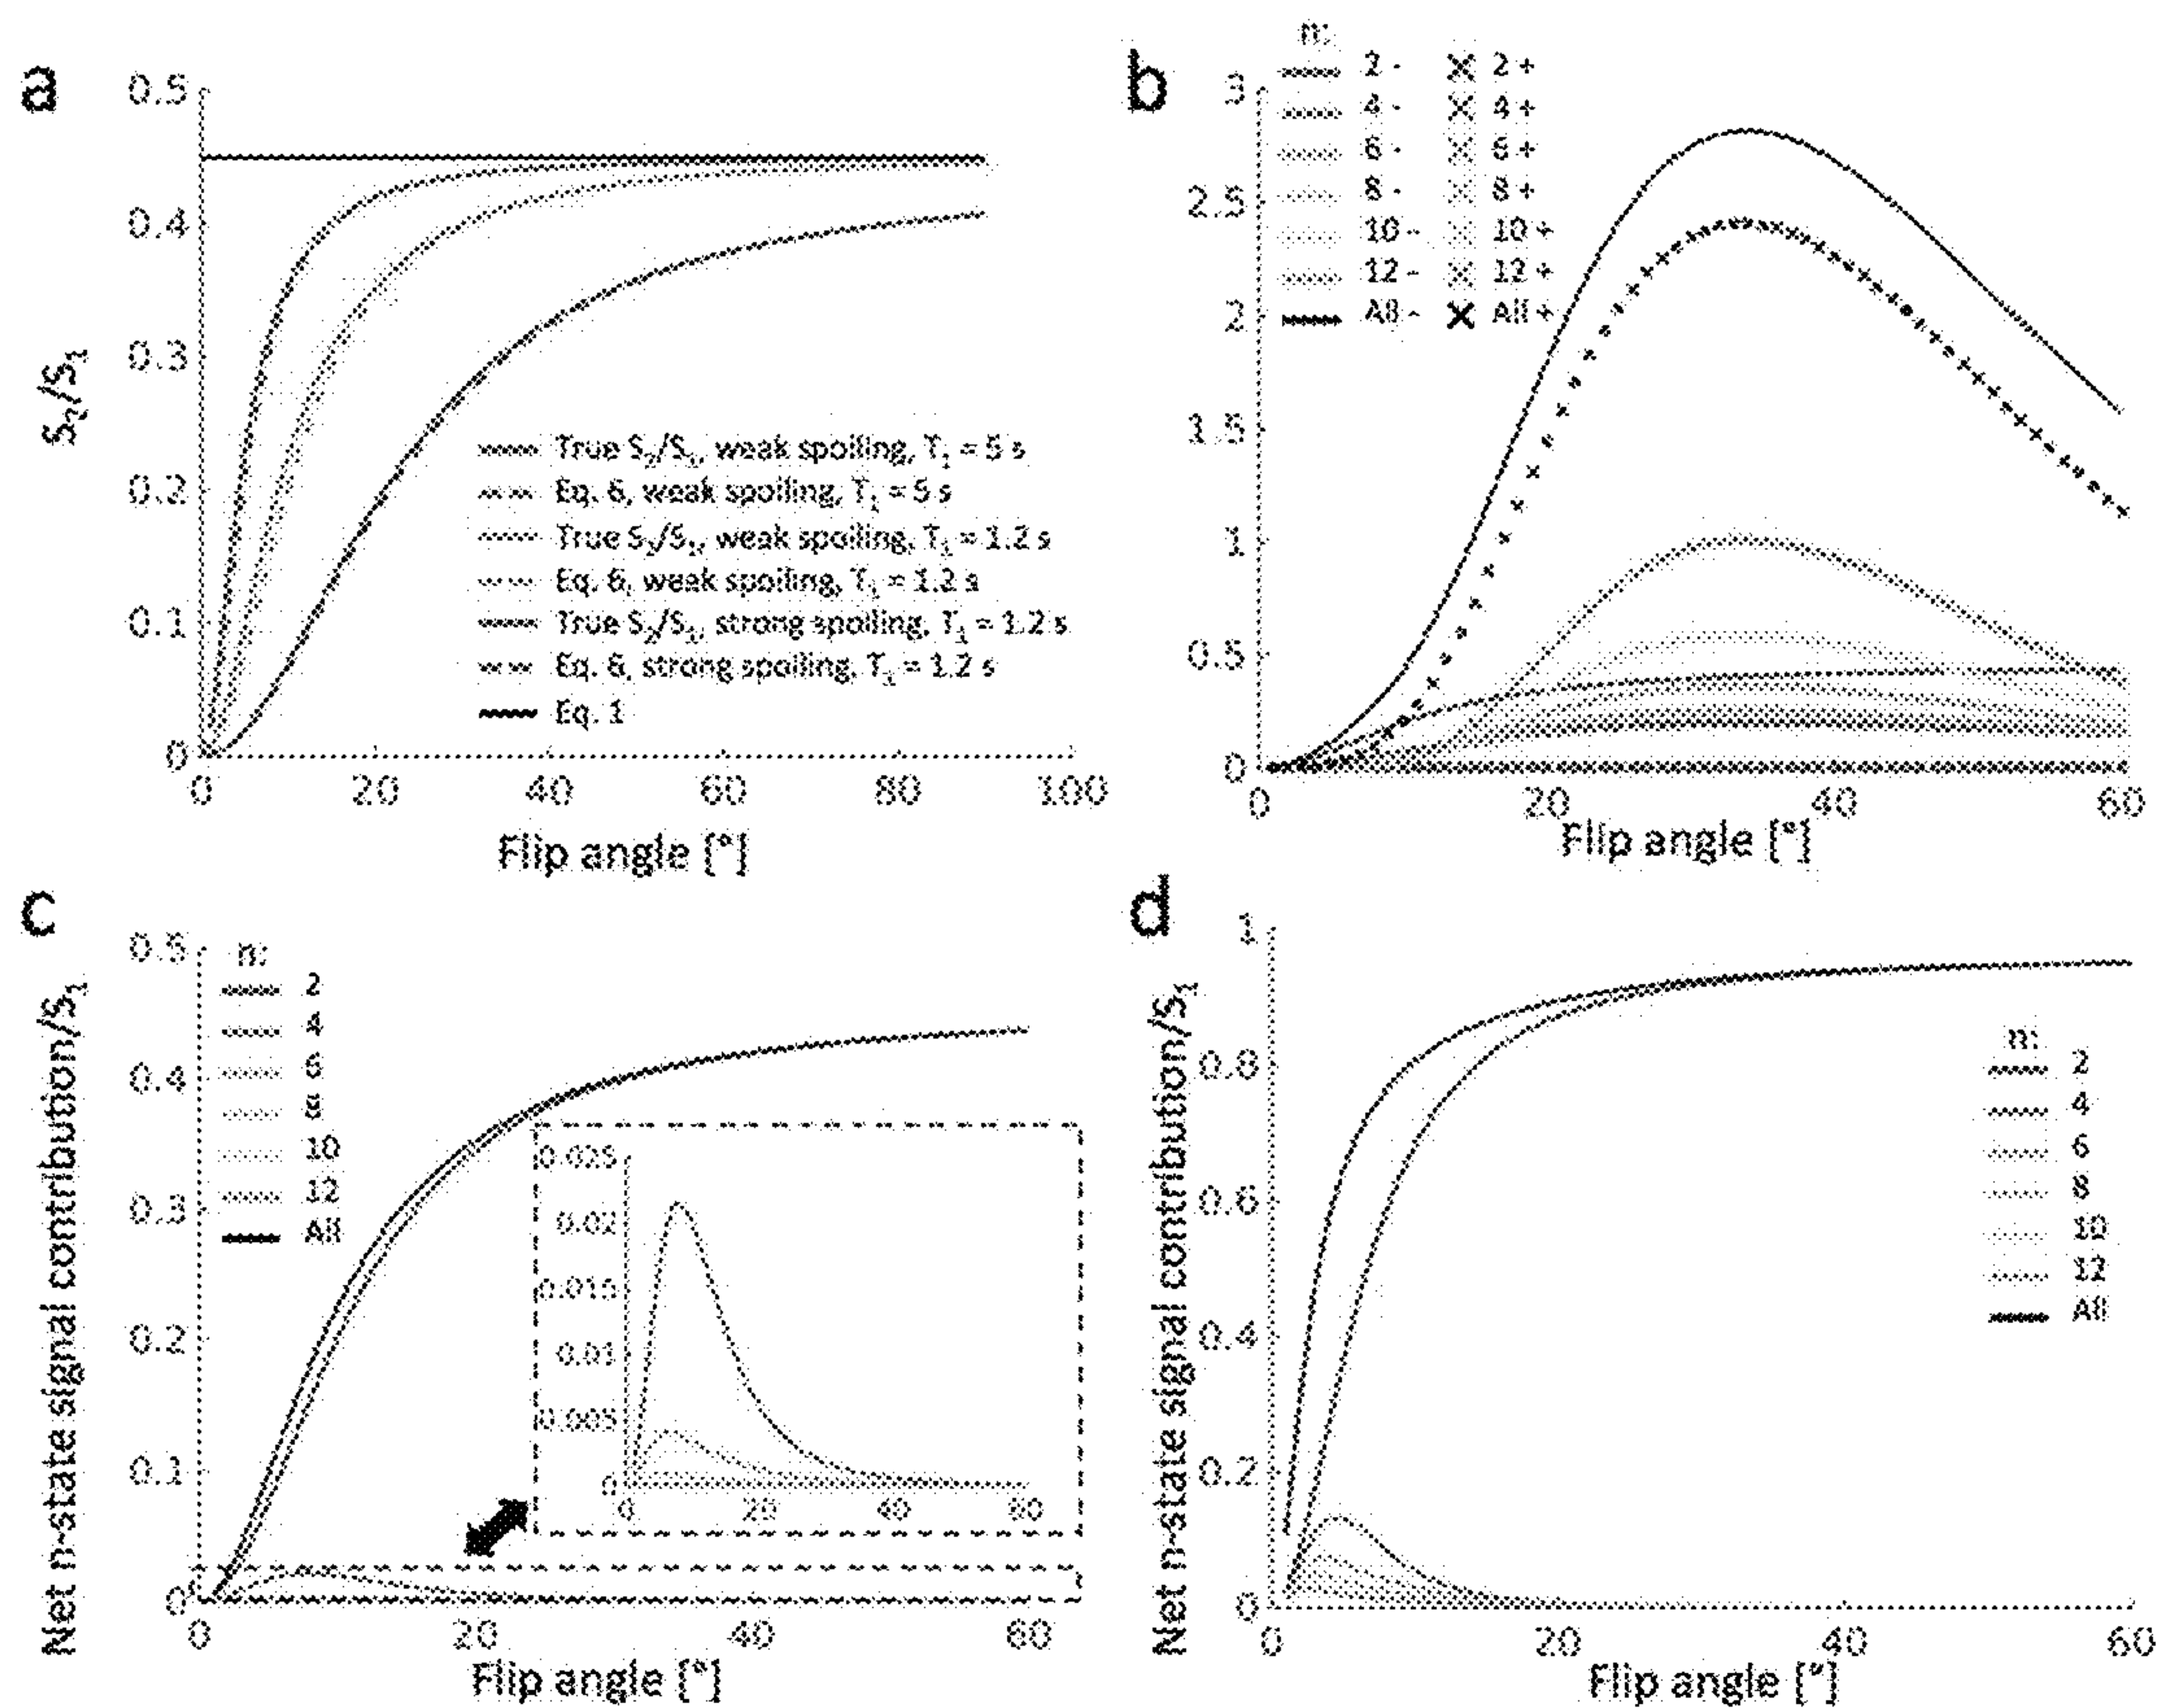 a
0.5
0.4
0.3
0.2
0.1
0
S2/S1
0 20 40 60 80 100
Flip angle [°]
True S2/S1, weak spoiling, T1 = 5 s
Eq. 6, weak spoiling, T1 = 5 s
True S2/S1, weak spoiling, T1 = 1.2 s
Eq. 6, weak spoiling, T1 = 1.2 s
True S2/S1, strong spoiling, T1 = 1.2 s
Eq. 6, strong spoiling, T1 = 1.2 s
Eq. 1
b
n:
2 - 2 +
4 - 4 +
6 - 6 +
8 - 8 +
10 - 10 +
12 - 12 +
All - All +
3
2.5
2
1.5
1
0.5
0
0 20 40 60
Flip angle [°]
c
n:
2
4
6
8
10
12
All
0.5
0.4
0.3
0.2
0.1
0
Net n-state signal contribution/S1
0.025
0.02
0.015
0.01
0.005
0
0 20 40 60
0 20 40 60
Flip angle [°]
d
1
0.8
0.6
0.4
0.2
0
Net n-state signal contribution/S1
n:
2
4
6
8
10
12
All
0 20 40 60
Flip angle [°]